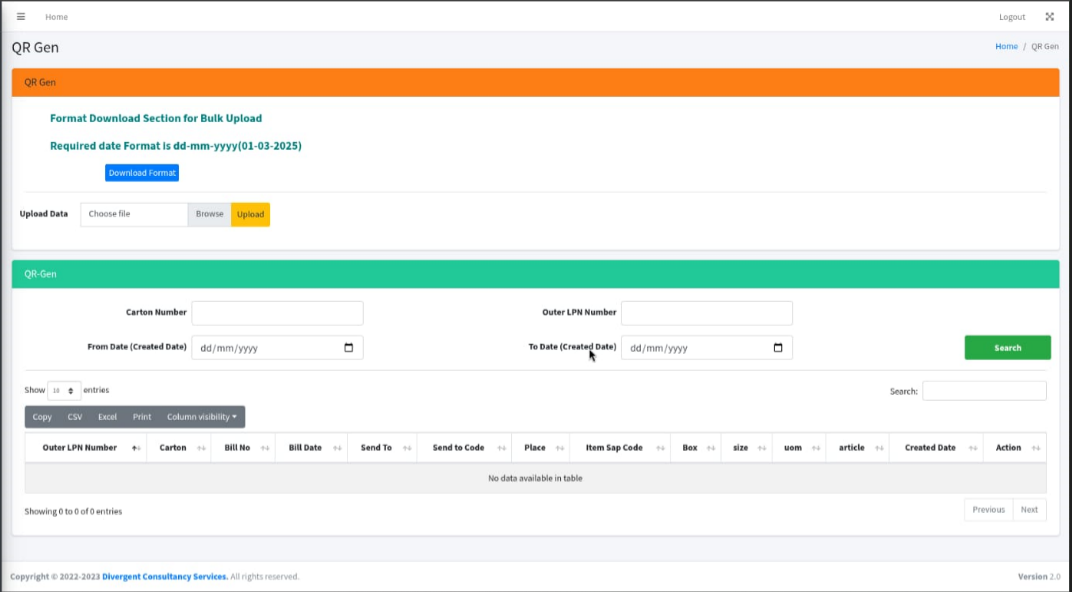 Home Logout
QR Gen Home / QR Gen
QR Gen
Format Download Section for Bulk Upload
Required date Format is dd-mm-yyyy(01-03-2025)
Download Format
Upload Data Choose file Browse Upload
QR-Gen
Carton Number Outer LPN Number
From Date (Created Date) dd/mm/yyyy To Date (Created Date) dd/mm/yyyy Search
Show 10 entries Search:
Copy CSV Excel Print Column visibility
Outer LPN Number Carton Bill No Bill Date Send To Send to Code Place Item Sap Code Box size uom article Created Date Action
No data available in table
Showing 0 to 0 of 0 entries Previous Next
Copyright © 2022-2023 Divergent Consultancy Services. All rights reserved. Version 2.0